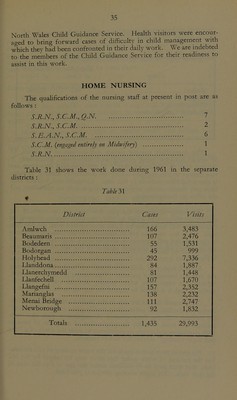 35
North Wales Child Guidance Service. Health visitors were encour-
aged to bring forward cases of difficulty in child management with
which they had been confronted in their daily work. We are indebted
to the members of the Child Guidance Service for their readiness to
assist in this work.
HOME NURSING
The qualifications of the nursing staff at present in post are as
follows :
S.R.N., S.C.M., Q.N. 7
S.R.N., S.C.M. 2
S.E.A.N., S.C.M. 6
S.C.M. (engaged entirely on Midwifery) 1
S.R.N. 1
Table 31 shows the work done during 1961 in the separate
districts :
Table 31
District Cases Visits
Amlwch 166 3,483
Beaumaris 107 2,476
Bodedern 55 1,531
Bodorgan 45 999
Holyhead 292 7,336
Llanddona 84 1,887
Llanerchymedd 81 1,448
Llanfechell 107 1,670
Llangefni 157 2,352
Marianglas 138 2,232
Menai Bridge 111 2,747
Newborough 92 1,832
Totals 1,435 29,993